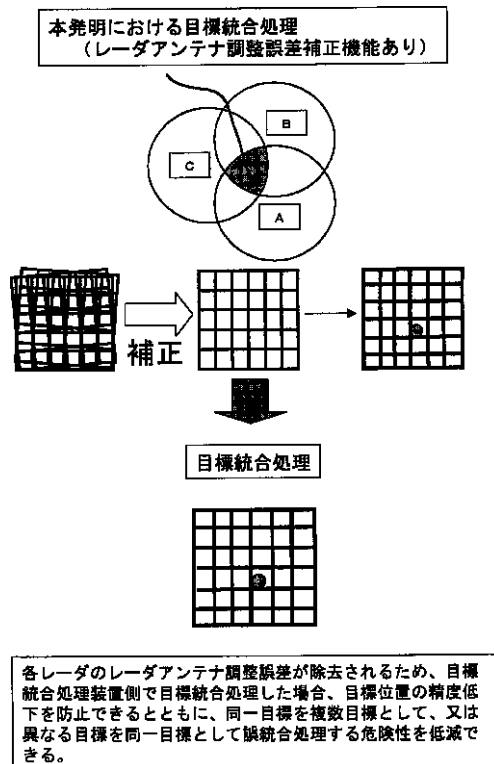 本発明における目標統合処理
（レーダアンテナ調整誤差補正機能あり）
B
C
A
補正
目標統合処理
各レーダのレーダアンテナ調整誤差が除去されるため、目標
統合処理装置側で目標統合処理した場合、目標位置の精度低
下を防止できるとともに、同一目標を複数目標として、又は
異なる目標を同一目標として誤統合処理する危険性を低減で
きる。